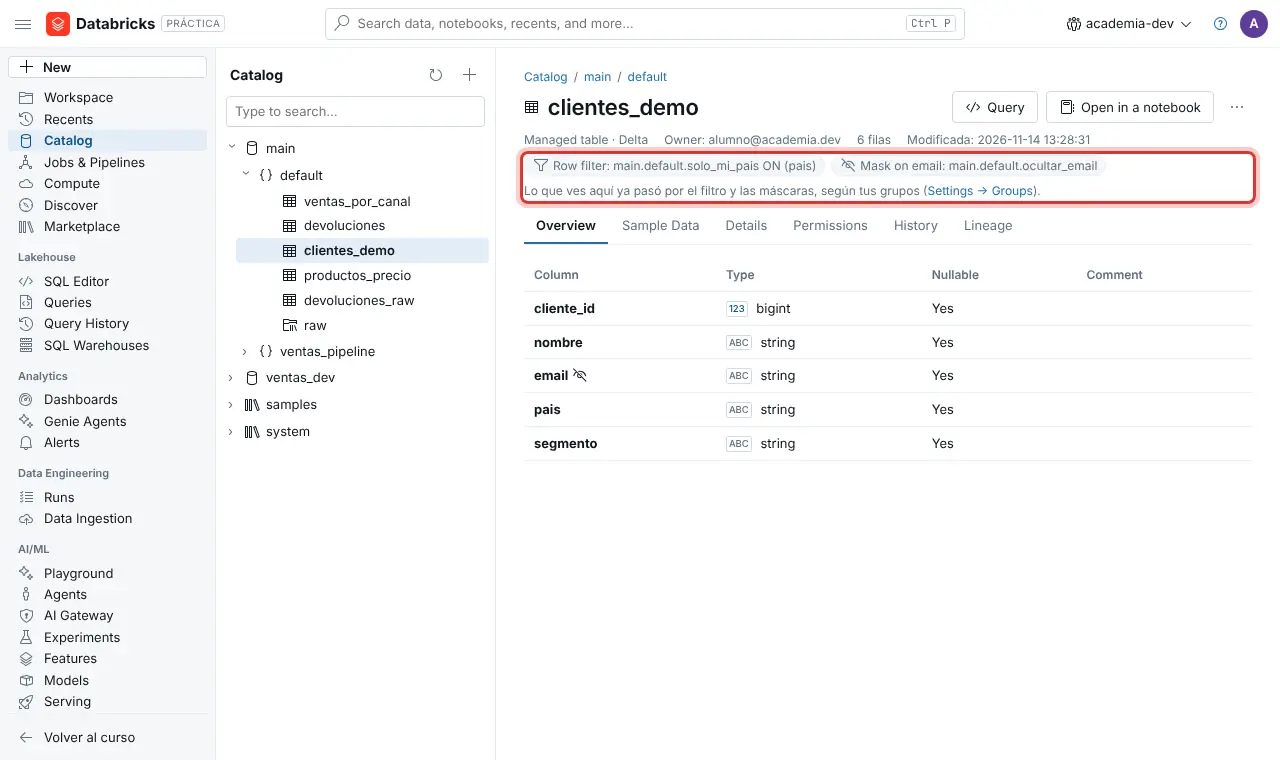 Databricks PRÁCTICA
Search data, notebooks, recents, and more... Ctrl P
academia-dev
? A
New
Workspace
Recents
Catalog
Jobs & Pipelines
Compute
Discover
Marketplace
Lakehouse
SQL Editor
Queries
Query History
SQL Warehouses
Analytics
Dashboards
Genie Agents
Alerts
Data Engineering
Runs
Data Ingestion
AI/ML
Playground
Agents
AI Gateway
Experiments
Features
Models
Serving
Volver al curso
Catalog
Type to search...
main
default
ventas_por_canal
devoluciones
clientes_demo
productos_precio
devoluciones_raw
raw
ventas_pipeline
ventas_dev
samples
system
Catalog / main / default
clientes_demo
Query Open in a notebook
Managed table · Delta Owner: alumno@academia.dev 6 filas Modificada: 2026-11-14 13:28:31
Row filter: main.default.solo_mi_pais ON (pais) Mask on email: main.default.ocultar_email
Lo que ves aquí ya pasó por el filtro y las máscaras, según tus grupos (Settings → Groups).
Overview Sample Data Details Permissions History Lineage
Column Type Nullable Comment
cliente_id 123 bigint Yes
nombre ABC string Yes
email ABC string Yes
pais ABC string Yes
segmento ABC string Yes